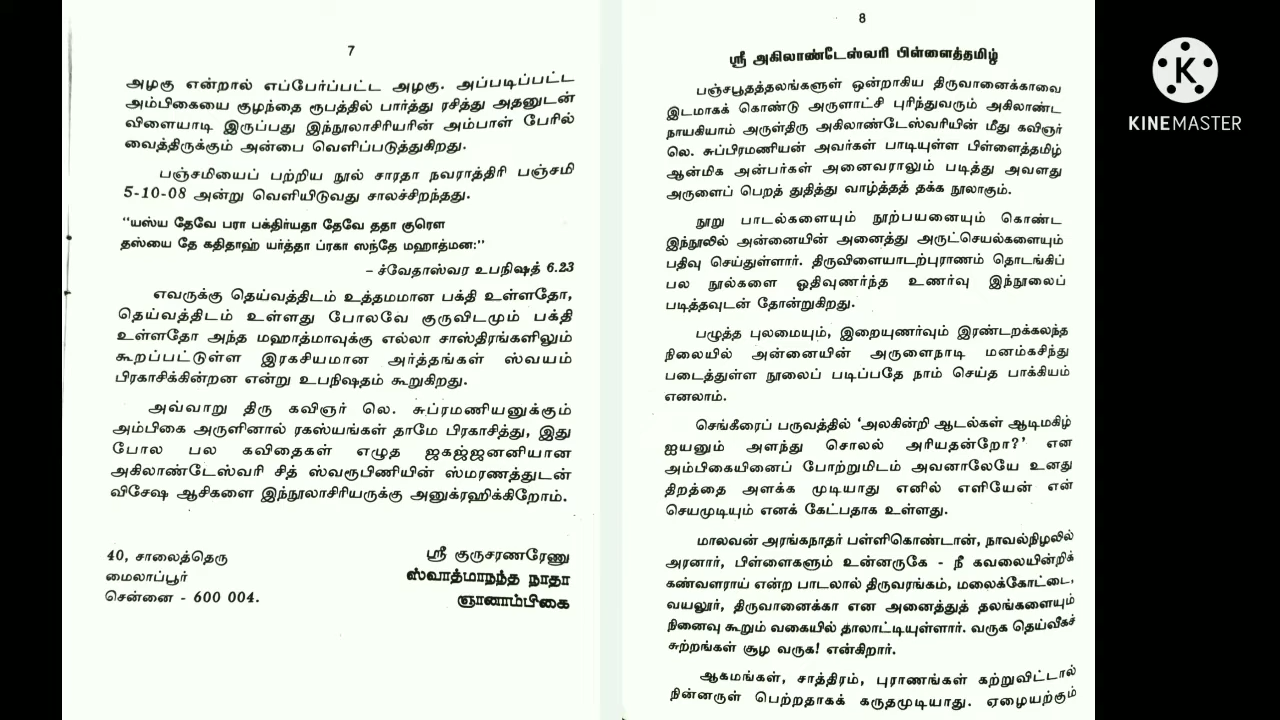 7
அழகு என்றால் எப்பேர்ப்பட்ட அழகு. அப்படிப்பட்ட
அம்பிகையை குழந்தை ரூபத்தில் பார்த்து ரசித்து அதனுடன்
விளையாடி இருப்பது இந்நூலாசிரியரின் அம்பாள் பேரில்
வைத்திருக்கும் அன்பை வெளிப்படுத்துகிறது.
பஞ்சமியைப் பற்றிய நூல் சாரதா நவராத்திரி பஞ்சமி
5-10-08 அன்று வெளியிடுவது சாலச்சிறந்தது.
“யஸ்ய தேவே பரா பக்திர்யதா தேவே ததா குரௌ
தஸ்யை தே கதிதாஹ் யர்த்தா ப்ரகா ஸந்தே மஹாத்மன:”
– ச்வேதாஸ்வர உபநிஷத் 6.23
எவருக்கு தெய்வத்திடம் உத்தமமான பக்தி உள்ளதோ,
தெய்வத்திடம் உள்ளது போலவே குருவிடமும் பக்தி
உள்ளதோ அந்த மஹாத்மாவுக்கு எல்லா சாஸ்திரங்களிலும்
கூறப்பட்டுள்ள இரகசியமான அர்த்தங்கள் ஸ்வயம்
பிரகாசிக்கின்றன என்று உபநிஷதம் கூறுகிறது.
அவ்வாறு திரு கவிஞர் லெ. சுப்ரமணியனுக்கும்
அம்பிகை அருளினால் ரகஸ்யங்கள் தாமே பிரகாசித்து, இது
போல பல கவிதைகள் எழுத ஜகஜ்ஜனனியான
அகிலாண்டேஸ்வரி சித் ஸ்வரூபிணியின் ஸ்மரணத்துடன்
விசேஷ ஆசிகளை இந்நூலாசிரியருக்கு அனுக்ரஹிக்கிறோம்.
40, சாலைத்தெரு
மைலாப்பூர்
சென்னை - 600 004.
ஸ்ரீ குருசரணரேணு
ஸ்வாத்மாநந்த நாதா
ஞானாம்பிகை
8
ஸ்ரீ அகிலாண்டேஸ்வரி பிள்ளைத்தமிழ்
பஞ்சபூதத்தலங்களுள் ஒன்றாகிய திருவானைக்காவை
இடமாகக் கொண்டு அருளாட்சி புரிந்துவரும் அகிலாண்ட
நாயகியாம் அருள்திரு அகிலாண்டேஸ்வரியின் மீது கவிஞர்
லெ. சுப்பிரமணியன் அவர்கள் பாடியுள்ள பிள்ளைத்தமிழ்
ஆன்மிக அன்பர்கள் அனைவராலும் படித்து அவளது
அருளைப் பெறத் துதித்து வாழ்த்தத் தக்க நூலாகும்.
நூறு பாடல்களையும் நூற்பயனையும் கொண்ட
இந்நூலில் அன்னையின் அனைத்து அருட்செயல்களையும்
பதிவு செய்துள்ளார். திருவிளையாடற்புராணம் தொடங்கிப்
பல நூல்களை ஓதிவுணர்ந்த உணர்வு இந்நூலைப்
படித்தவுடன் தோன்றுகிறது.
பழுத்த புலமையும், இறையுணர்வும் இரண்டறக்கலந்த
நிலையில் அன்னையின் அருளைநாடி மனம்கசிந்து
படைத்துள்ள நூலைப் படிப்பதே நாம் செய்த பாக்கியம்
எனலாம்.
செங்கீரைப் பருவத்தில் ‘அலகின்றி ஆடல்கள் ஆடிமகிழ்
ஐயனும் அளந்து சொலல் அரியதன்றோ?’ என
அம்பிகையினைப் போற்றுமிடம் அவனாலேயே உனது
திறத்தை அளக்க முடியாது எனில் எளியேன் என்
செயமுடியும் எனக் கேட்பதாக உள்ளது.
மாலவன் அரங்கநாதர் பள்ளிகொண்டான், நாவல்நிழலில்
அரனார், பிள்ளைகளும் உன்னருகே - நீ கவலையின்றிக்
கண்வளராய் என்ற பாடலால் திருவரங்கம், மலைக்கோட்டை,
வயலூர், திருவானைக்கா என அனைத்துத் தலங்களையும்
நினைவு கூறும் வகையில் தாலாட்டியுள்ளார். வருக தெய்வீகச்
சுற்றங்கள் சூழ வருக! என்கிறார்.
ஆகமங்கள், சாத்திரம், புராணங்கள் கற்றுவிட்டால்
நின்னருள் பெற்றதாகக் கருதமுடியாது. ஏழையற்கும்
K
KINEMASTER